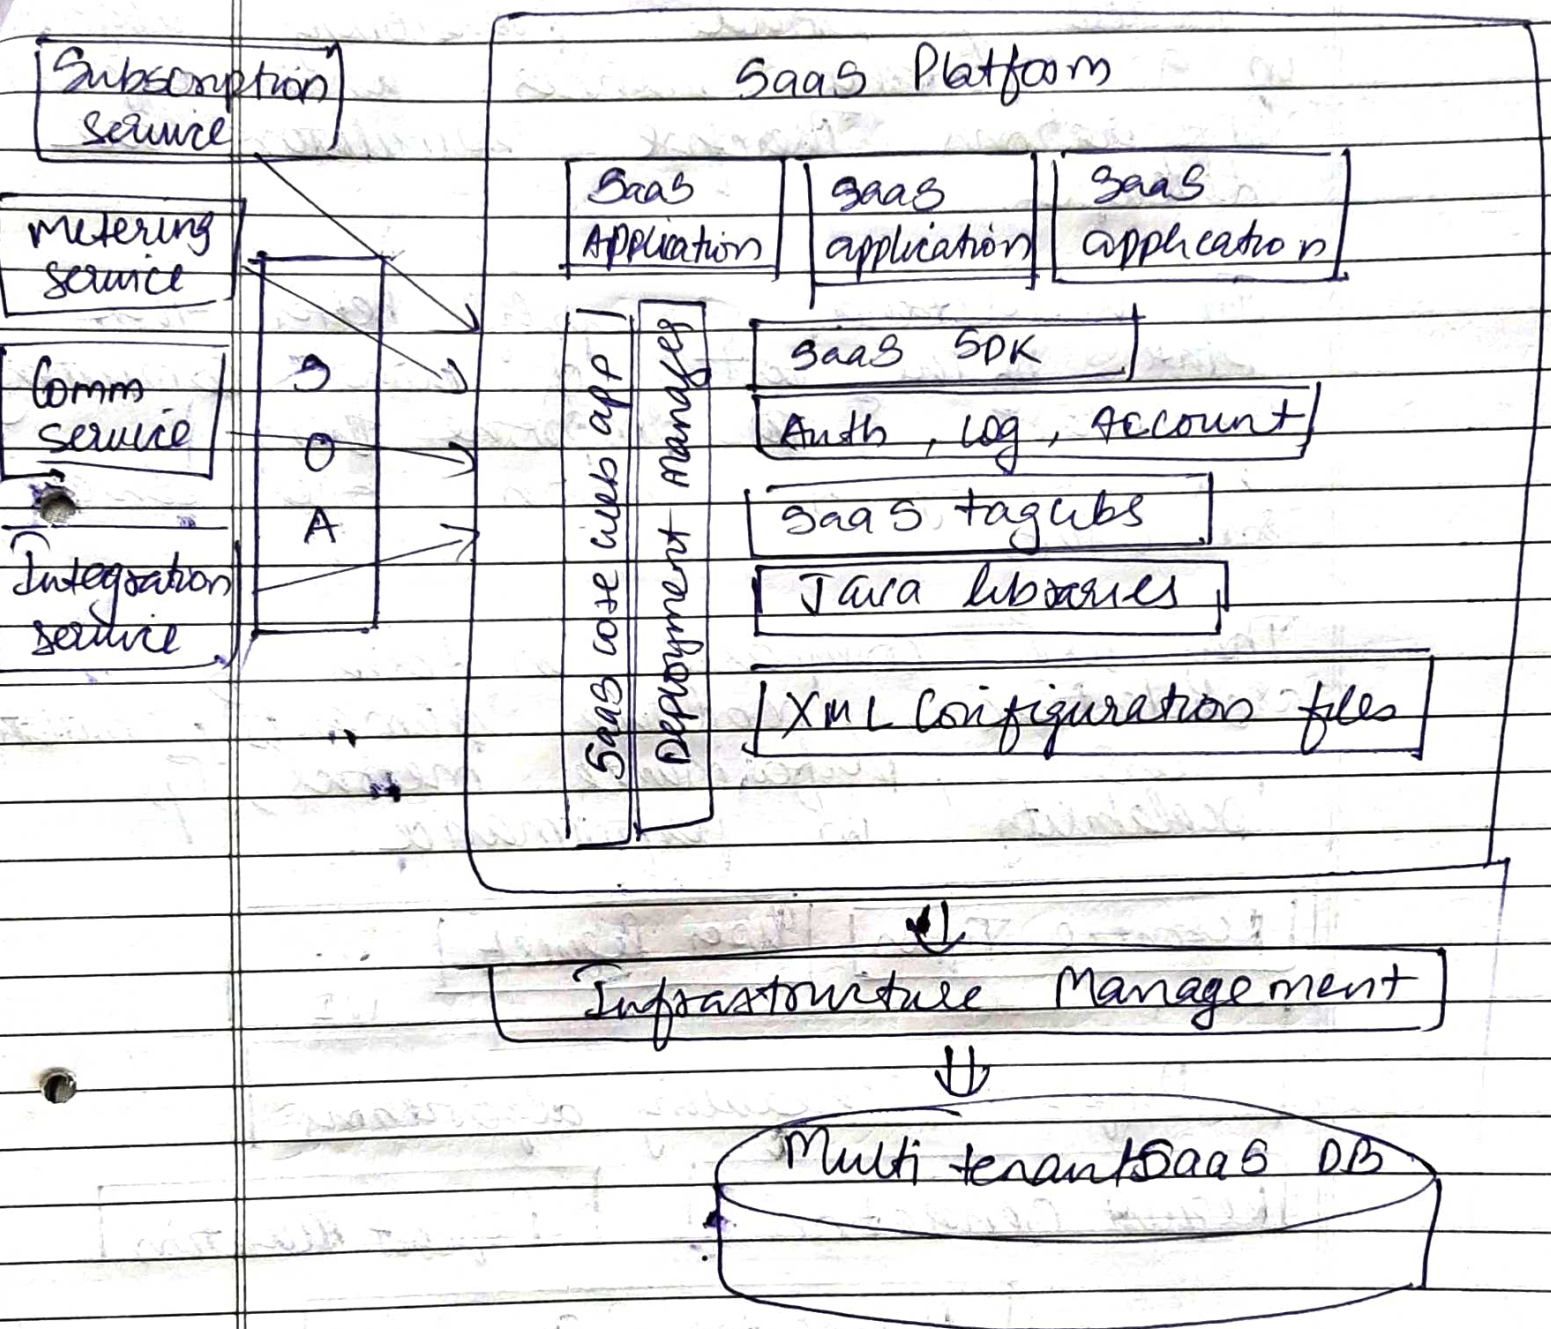 Subscription
service
SaaS Platform
metering
service
Comm
service
Integration
service
S
O
A
SaaS
Application
SaaS
application
SaaS
application
SaaS core web app
Deployment Manager
SaaS SDK
Auth, Log, Account
SaaS taglibs
Java libraries
XML Configuration files
Infrastructure Management
Multi tenant SaaS DB